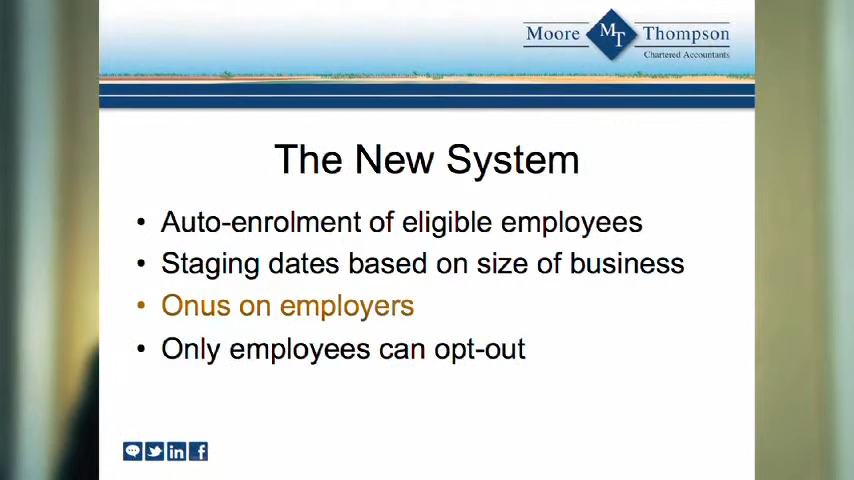 Moore MT Thompson
Chartered Accountants
The New System
• Auto-enrolment of eligible employees
• Staging dates based on size of business
• Onus on employers
• Only employees can opt-out